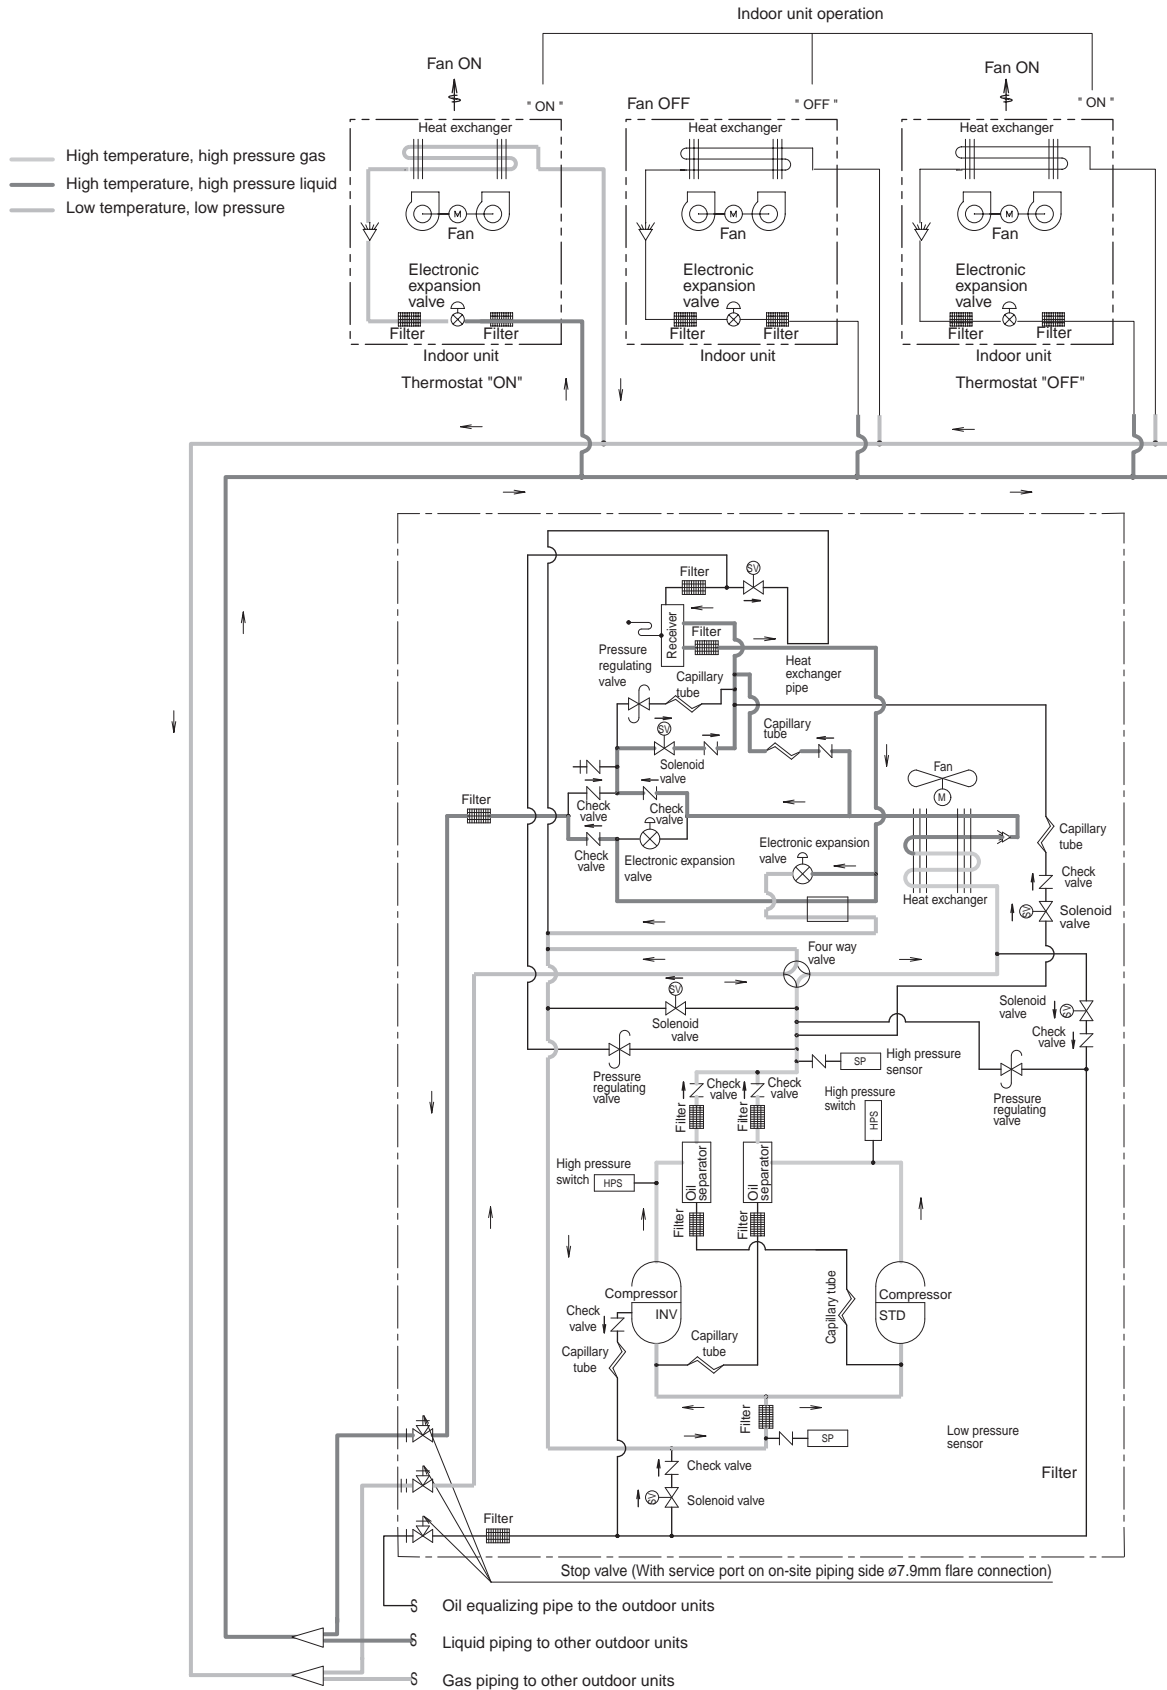 Indoor unit operation
Fan ON
" ON "
Fan OFF
" OFF "
Fan ON
" ON "
High temperature, high pressure gas
High temperature, high pressure liquid
Low temperature, low pressure
Heat exchanger
M
Fan
Electronic
expansion
valve
Filter
Filter
Indoor unit
Thermostat "ON"
Heat exchanger
M
Fan
Electronic
expansion
valve
Filter
Filter
Indoor unit
Heat exchanger
M
Fan
Electronic
expansion
valve
Filter
Filter
Indoor unit
Thermostat "OFF"
Filter
SV
Receiver
Filter
Pressure
regulating
valve
Capillary
tube
Heat
exchanger
pipe
SV
Solenoid
valve
Capillary
tube
Fan
M
Filter
Check
valve
Check
valve
Check
valve
Electronic expansion
valve
Electronic expansion
valve
Capillary
tube
Check
valve
Heat exchanger
SV
Solenoid
valve
Four way
valve
SV
Solenoid
valve
Solenoid
valve
SV
Check
valve
Pressure
regulating
valve
SP
High pressure
sensor
Pressure
regulating
valve
Check
valve
Check
valve
Filter
Filter
High pressure
switch
HPS
High pressure
switch
HPS
Oil
separator
Oil
separator
Filter
Filter
Compressor
INV
Compressor
STD
Check
valve
Capillary
tube
Capillary
tube
Capillary tube
Filter
SP
Low pressure
sensor
Check valve
SV
Solenoid valve
Filter
Filter
Stop valve (With service port on on-site piping side ø7.9mm flare connection)
Oil equalizing pipe to the outdoor units
Liquid piping to other outdoor units
Gas piping to other outdoor units